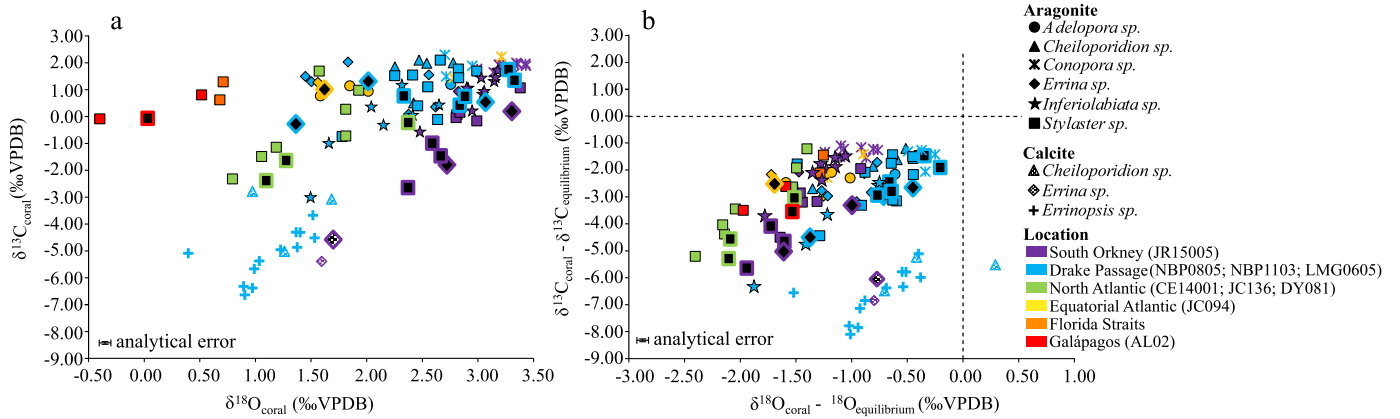 a
δ13Ccoral(‰VPDB)
3.00
2.00
1.00
0.00
-1.00
-2.00
-3.00
-4.00
-5.00
-6.00
-7.00
-8.00
-9.00
analytical error
-0.50 0.00 0.50 1.00 1.50 2.00 2.50 3.00 3.50
δ18Ocoral (‰VPDB)
b
δ13Ccoral - δ13Cequilibrium (‰VPDB)
3.00
2.00
1.00
0.00
-1.00
-2.00
-3.00
-4.00
-5.00
-6.00
-7.00
-8.00
-9.00
analytical error
-3.00 -2.50 -2.00 -1.50 -1.00 -0.50 0.00 0.50 1.00
δ18Ocoral - 18Oequilibrium (‰VPDB)
Aragonite
Adelopora sp.
Cheiloporidion sp.
Conopora sp.
Errina sp.
Inferiolabiata sp.
Stylaster sp.
Calcite
Cheiloporidion sp.
Errina sp.
Errinopsis sp.
Location
South Orkney (JR15005)
Drake Passage(NBP0805; NBP1103; LMG0605)
North Atlantic (CE14001; JC136; DY081)
Equatorial Atlantic (JC094)
Florida Straits
Galápagos (AL02)